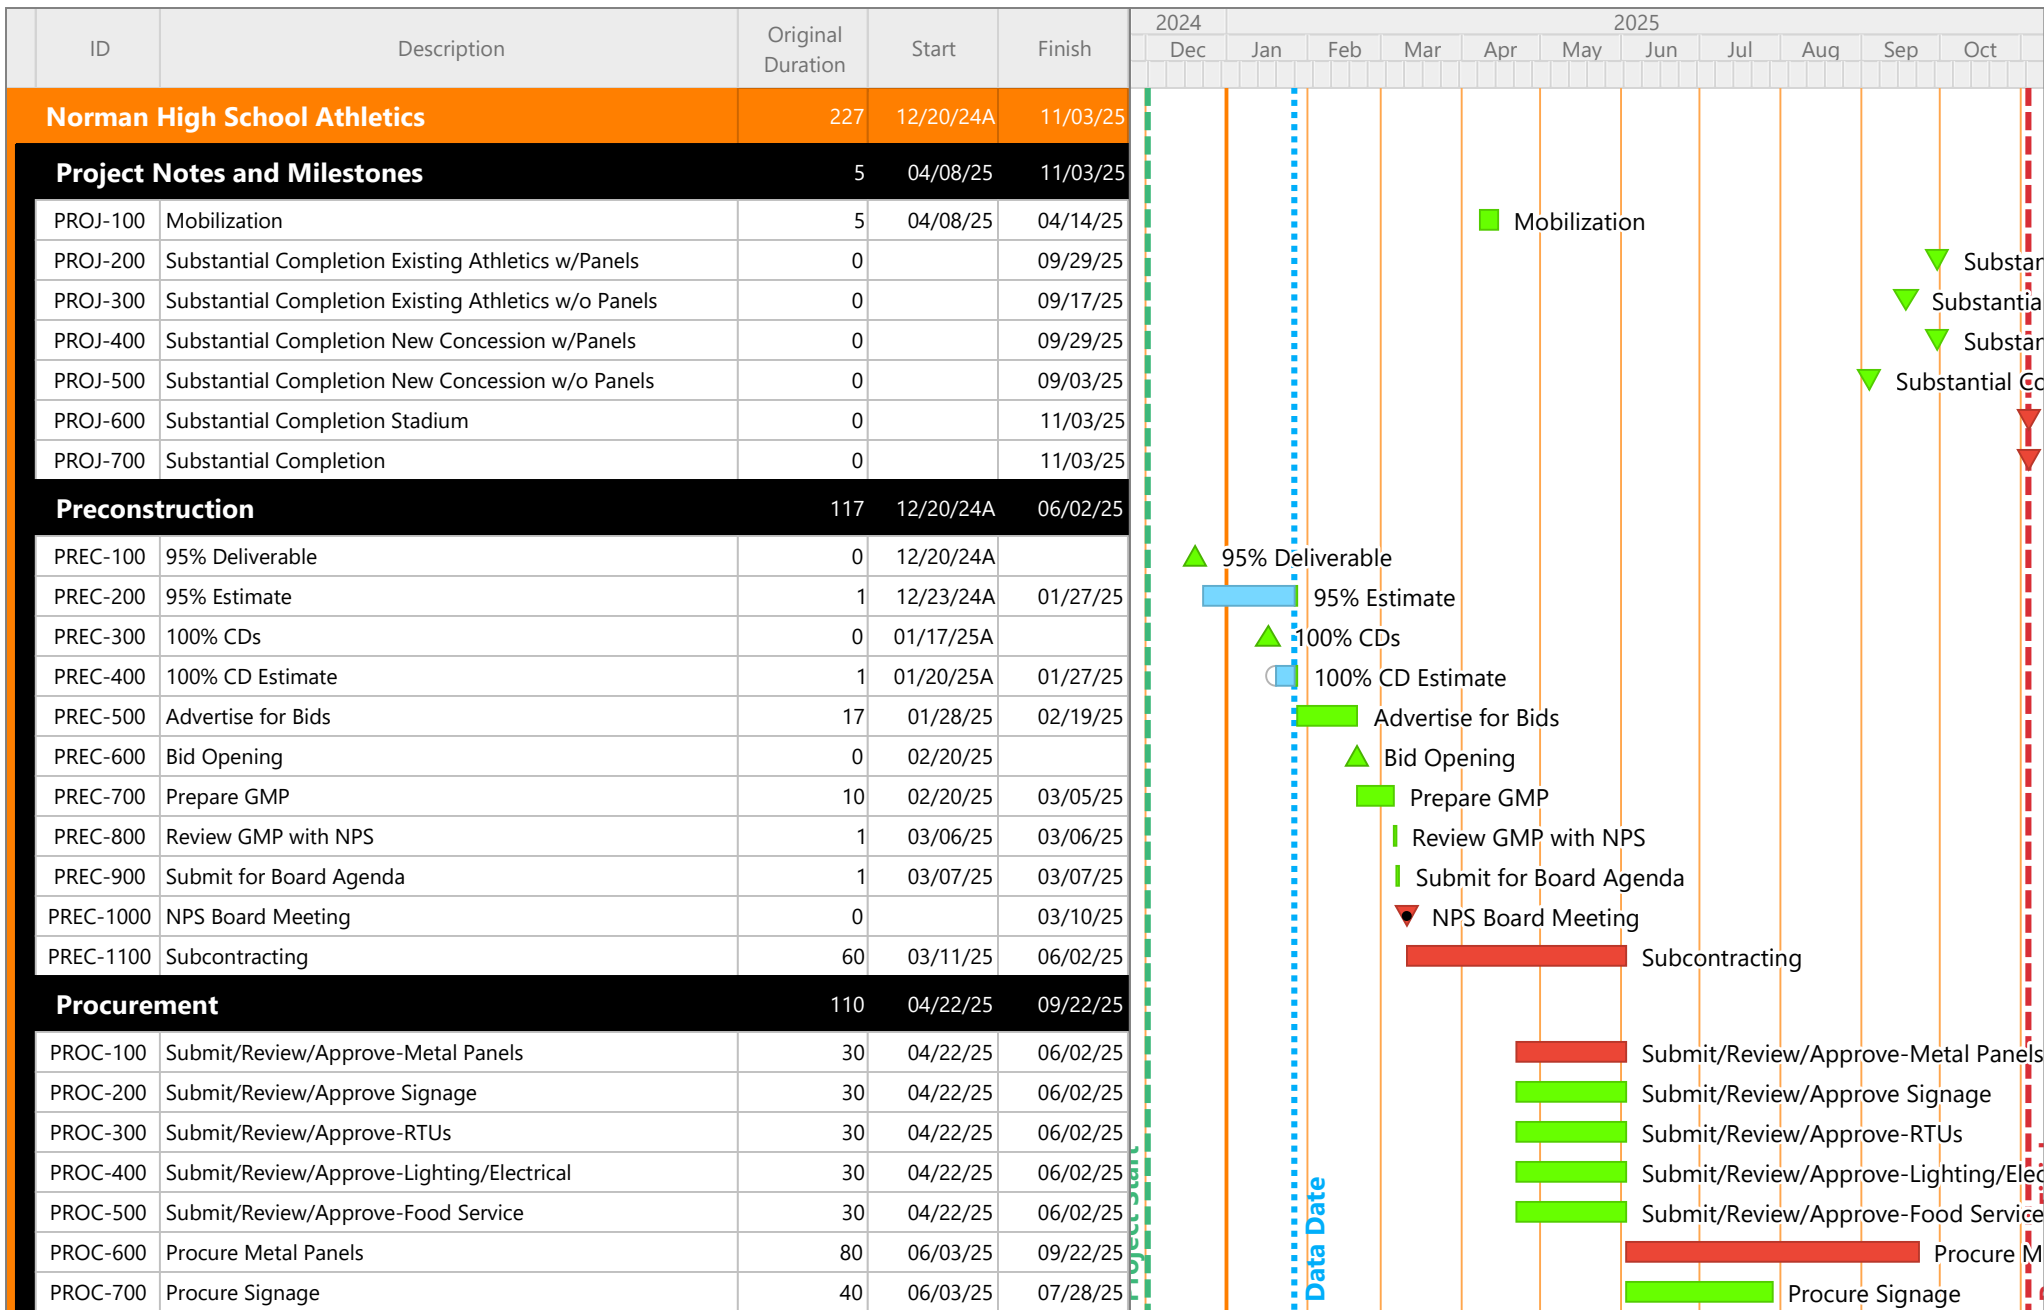 ID Description Original Duration Start Finish 2024 2025
Dec Jan Feb Mar Apr May Jun Jul Aug Sep Oct
Norman High School Athletics 227 12/20/24A 11/03/25
Project Notes and Milestones 5 04/08/25 11/03/25
PROJ-100 Mobilization 5 04/08/25 04/14/25 Mobilization
PROJ-200 Substantial Completion Existing Athletics w/Panels 0 09/29/25 Substan
PROJ-300 Substantial Completion Existing Athletics w/o Panels 0 09/17/25 Substantia
PROJ-400 Substantial Completion New Concession w/Panels 0 09/29/25 Substan
PROJ-500 Substantial Completion New Concession w/o Panels 0 09/03/25 Substantial Co
PROJ-600 Substantial Completion Stadium 0 11/03/25
PROJ-700 Substantial Completion 0 11/03/25
Preconstruction 117 12/20/24A 06/02/25
PREC-100 95% Deliverable 0 12/20/24A 95% Deliverable
PREC-200 95% Estimate 1 12/23/24A 01/27/25 95% Estimate
PREC-300 100% CDs 0 01/17/25A 100% CDs
PREC-400 100% CD Estimate 1 01/20/25A 01/27/25 100% CD Estimate
PREC-500 Advertise for Bids 17 01/28/25 02/19/25 Advertise for Bids
PREC-600 Bid Opening 0 02/20/25 Bid Opening
PREC-700 Prepare GMP 10 02/20/25 03/05/25 Prepare GMP
PREC-800 Review GMP with NPS 1 03/06/25 03/06/25 Review GMP with NPS
PREC-900 Submit for Board Agenda 1 03/07/25 03/07/25 Submit for Board Agenda
PREC-1000 NPS Board Meeting 0 03/10/25 NPS Board Meeting
PREC-1100 Subcontracting 60 03/11/25 06/02/25 Subcontracting
Procurement 110 04/22/25 09/22/25
PROC-100 Submit/Review/Approve-Metal Panels 30 04/22/25 06/02/25 Submit/Review/Approve-Metal Panels
PROC-200 Submit/Review/Approve Signage 30 04/22/25 06/02/25 Submit/Review/Approve Signage
PROC-300 Submit/Review/Approve-RTUs 30 04/22/25 06/02/25 Submit/Review/Approve-RTUs
PROC-400 Submit/Review/Approve-Lighting/Electrical 30 04/22/25 06/02/25 Submit/Review/Approve-Lighting/Elec
PROC-500 Submit/Review/Approve-Food Service 30 04/22/25 06/02/25 Submit/Review/Approve-Food Service
PROC-600 Procure Metal Panels 80 06/03/25 09/22/25 Procure M
PROC-700 Procure Signage 40 06/03/25 07/28/25 Procure Signage
Project Start
Data Date